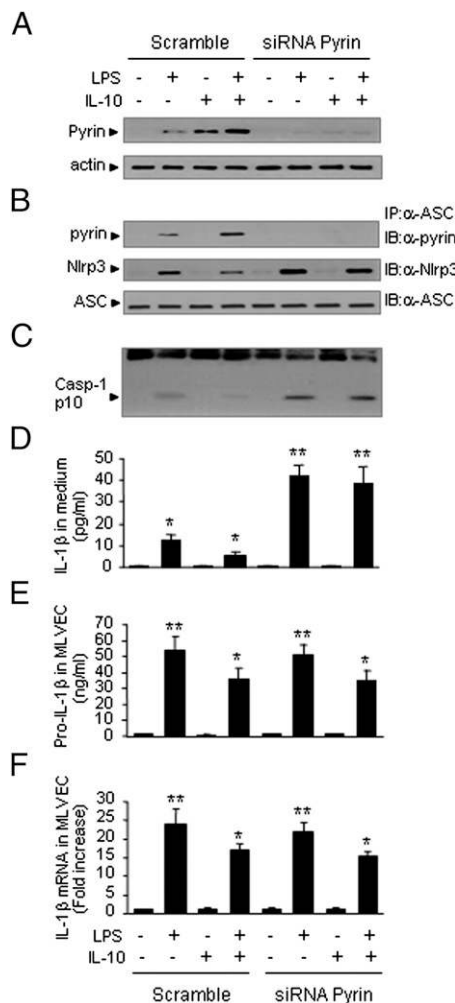 A
Scramble siRNA Pyrin
LPS - + - + - + - +
IL-10 - - + + - - + +
Pyrin
actin
B
IP:α-ASC
pyrin IB:α-pyrin
Nlrp3 IB:α-Nlrp3
ASC IB:α-ASC
C
Casp-1
p10
D
IL-1β in medium
(pg/ml)
50
40
30
20
10
0
* * ** **
E
Pro-IL-1β in MLVEC
(ng/ml)
70
60
50
40
30
20
10
0
** * ** *
F
IL-1β mRNA in MLVEC
(Fold increase)
30
25
20
15
10
5
0
** * ** *
LPS - + - + - + - +
IL-10 - - + + - - + +
Scramble siRNA Pyrin